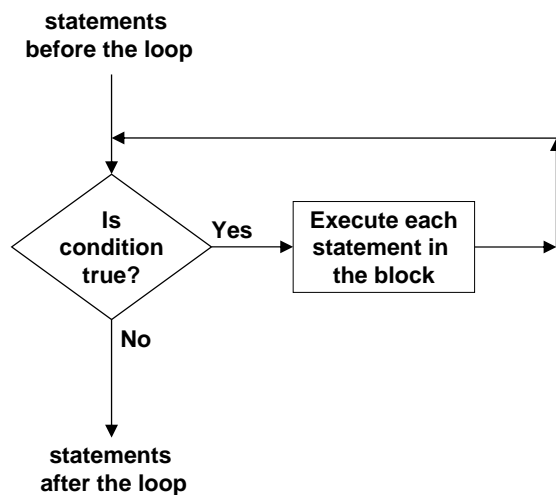 statements
before the loop
Is
condition
true?
Yes
Execute each
statement in
the block
No
statements
after the loop